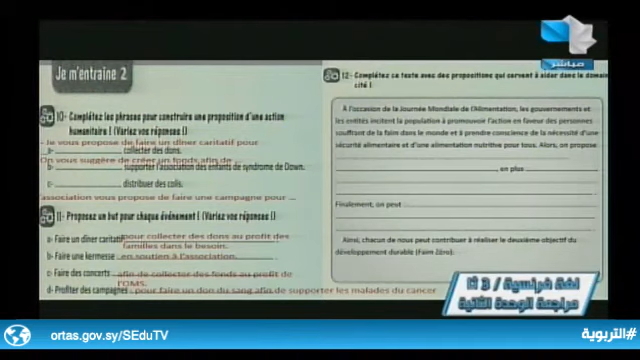 مباشر
Je m'entraine 2
10- Complétez les phrases pour construire une proposition d'une action
humanitaire ! (Variez vos réponses !)
- Je vous propose de faire un dîner caritatif pour
collecter des dons.
On vous suggère de créer un fonds afin de ...
b- supporter l'association des enfants de syndrome de Down.
c- distribuer des colis.
association vous propose de faire une campagne pour ...
11- Proposez un but pour chaque événement ! (Variez vos réponses !)
a- Faire un dîner caritatif pour collecter des dons au profit des
familles dans le besoin.
b- Faire une kermesse en soutien à l'association.
c- Faire des concerts afin de collecter des fonds au profit de
l'OMS.
d- Profiter des campagnes pour faire un don du sang afin de supporter les malades du cancer
12- Complétez ce texte avec des propositions qui servent à aider dans le domain
cité !
À l'occasion de la Journée Mondiale de l'Alimentation, les gouvernements et
les entités incitent la population à promouvoir l'action en faveur des personnes
souffrant de la faim dans le monde et à prendre conscience de la nécessité d'une
sécurité alimentaire et d'une alimentation nutritive pour tous. Alors, on propose
en plus
Finalement, on peut
Ainsi, chacun de nous peut contribuer à réaliser le deuxième objectif du
développement durable (Faim Zéro).
لغة فرنسية / 3 ثا
مراجعة الوحدة الثانية
ortas.gov.sy/SEduTV
#التربوية